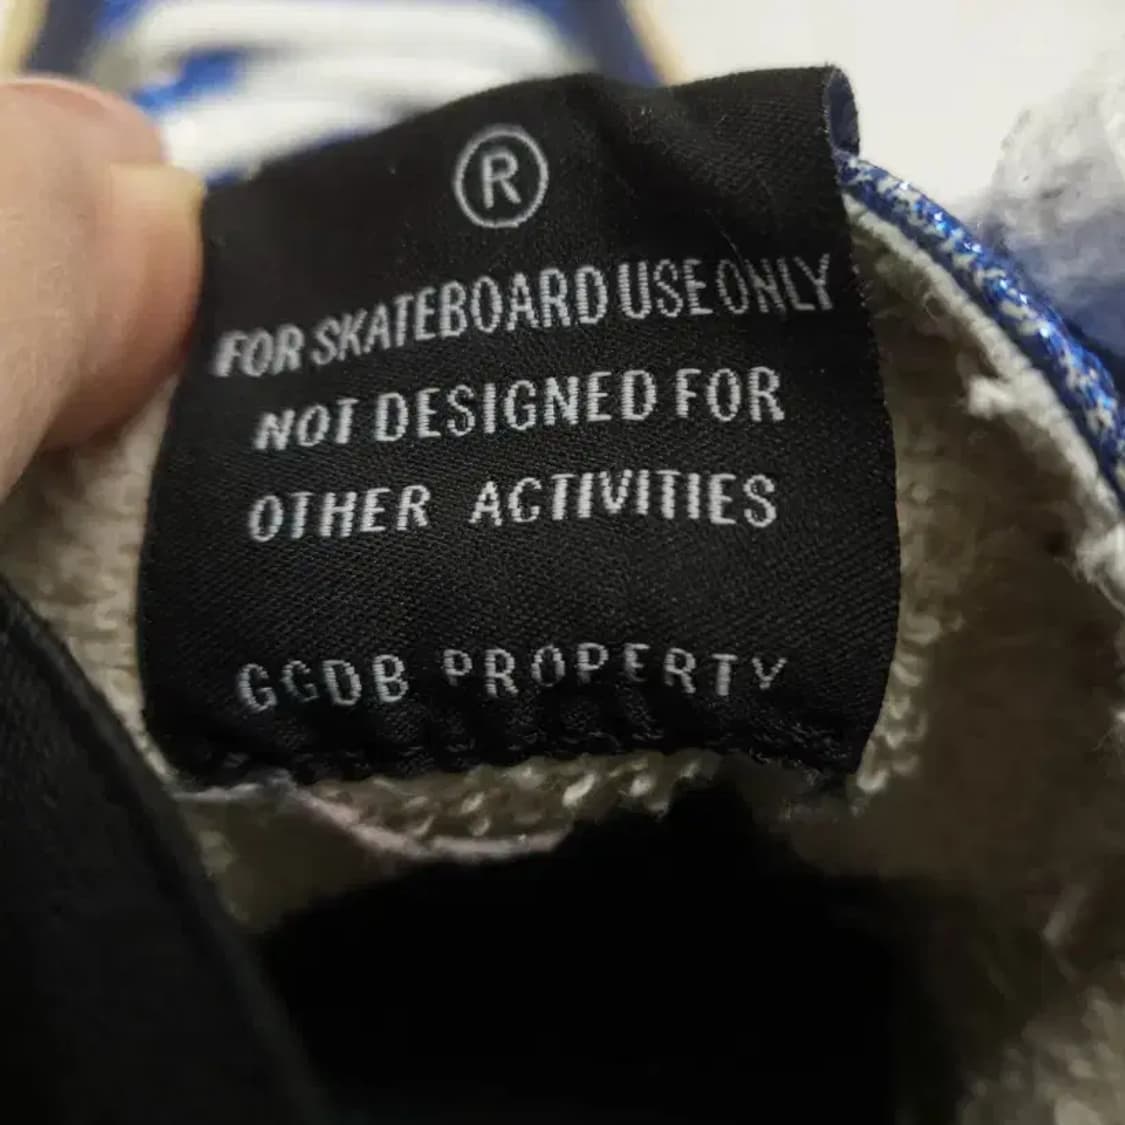 ®
FOR SKATEBOARD USE ONLY
NOT DESIGNED FOR
OTHER ACTIVITIES
GGDB PROPERTY